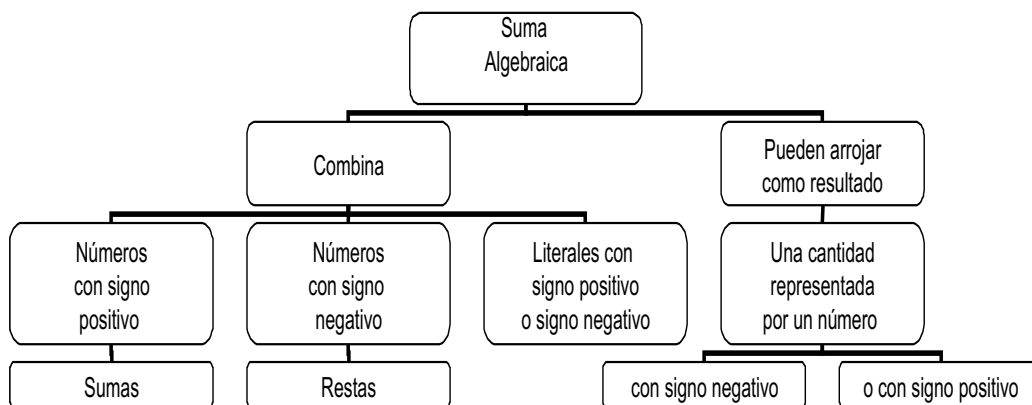 Suma
Algebraica
Combina
Pueden arrojar
como resultado
Números
con signo
positivo
Números
con signo
negativo
Literales con
signo positivo
o signo negativo
Una cantidad
representada
por un número
Sumas
Restas
con signo negativo
o con signo positivo